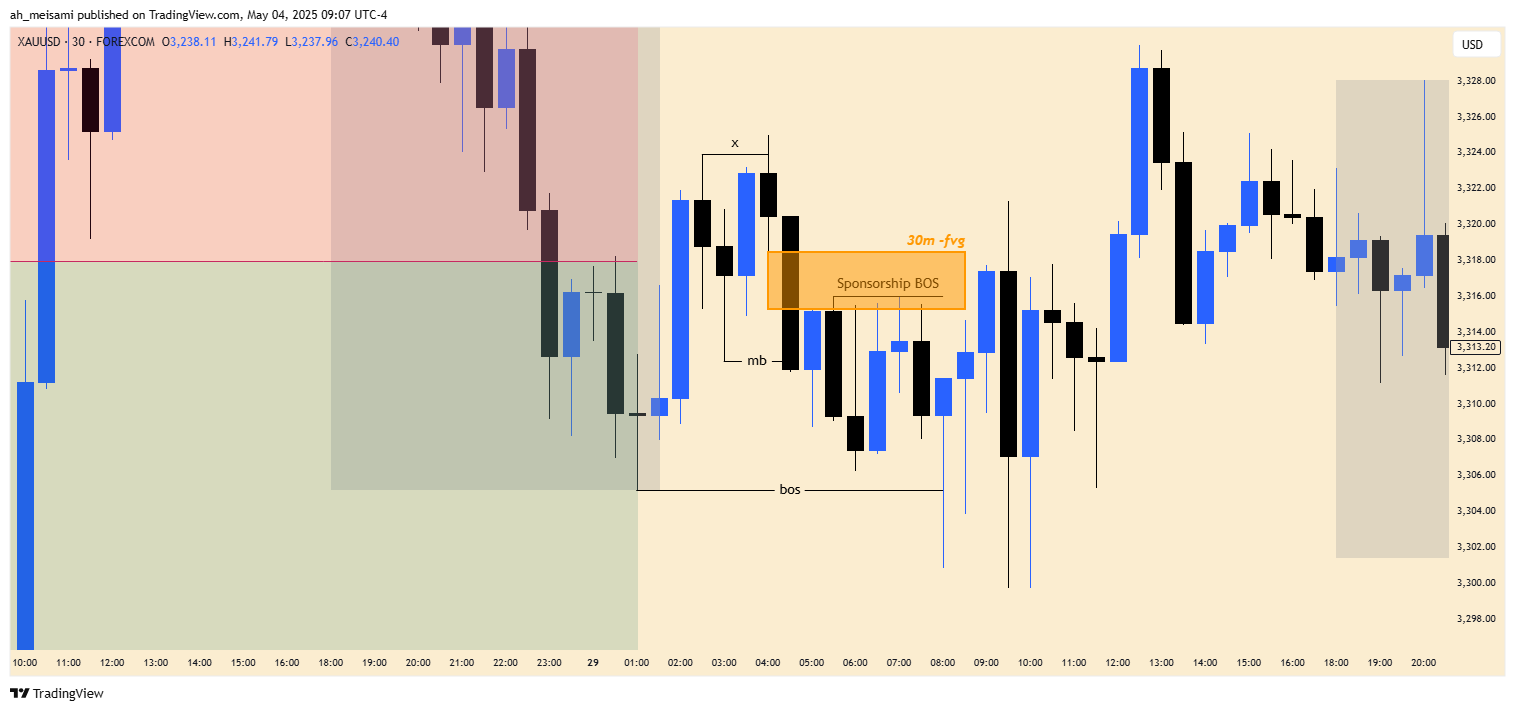 ah_meisami published on TradingView.com, May 04, 2025 09:07 UTC-4
XAUUSD · 30 · FOREXCOM O3,238.11 H3,241.79 L3,237.96 C3,240.40
USD
3,328.00
3,326.00
3,324.00
3,322.00
3,320.00
3,318.00
3,316.00
3,314.00
3,313.20
3,312.00
3,310.00
3,308.00
3,306.00
3,304.00
3,302.00
3,300.00
3,298.00
x
30m -fvg
Sponsorship BOS
mb
bos
10:00 11:00 12:00 13:00 14:00 15:00 16:00 17:00 18:00 19:00 20:00 21:00 22:00 23:00 29 01:00 02:00 03:00 04:00 05:00 06:00 07:00 08:00 09:00 10:00 11:00 12:00 13:00 14:00 15:00 16:00 17:00 18:00 19:00 20:00
TradingView